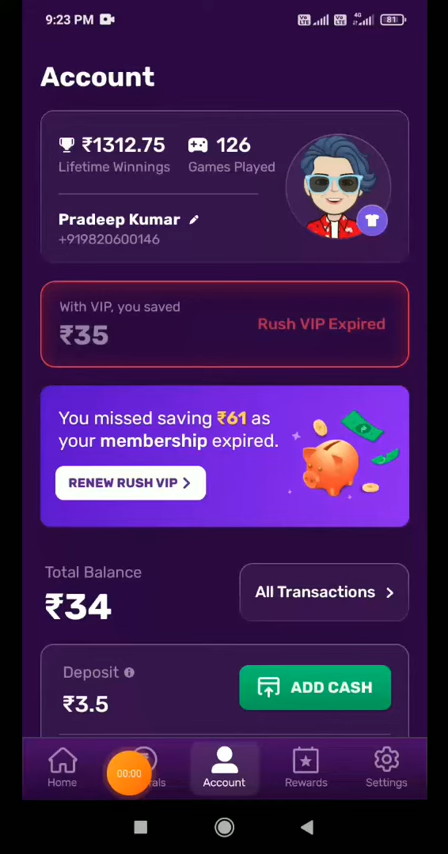 9:23 PM
4G
81
Account
₹1312.75
126
Lifetime Winnings
Games Played
Pradeep Kumar
+919820600146
With VIP, you saved
₹35
Rush VIP Expired
You missed saving ₹61 as
your membership expired.
RENEW RUSH VIP
Total Balance
₹34
All Transactions
Deposit
₹3.5
ADD CASH
00:00
Home
Account
Rewards
Settings